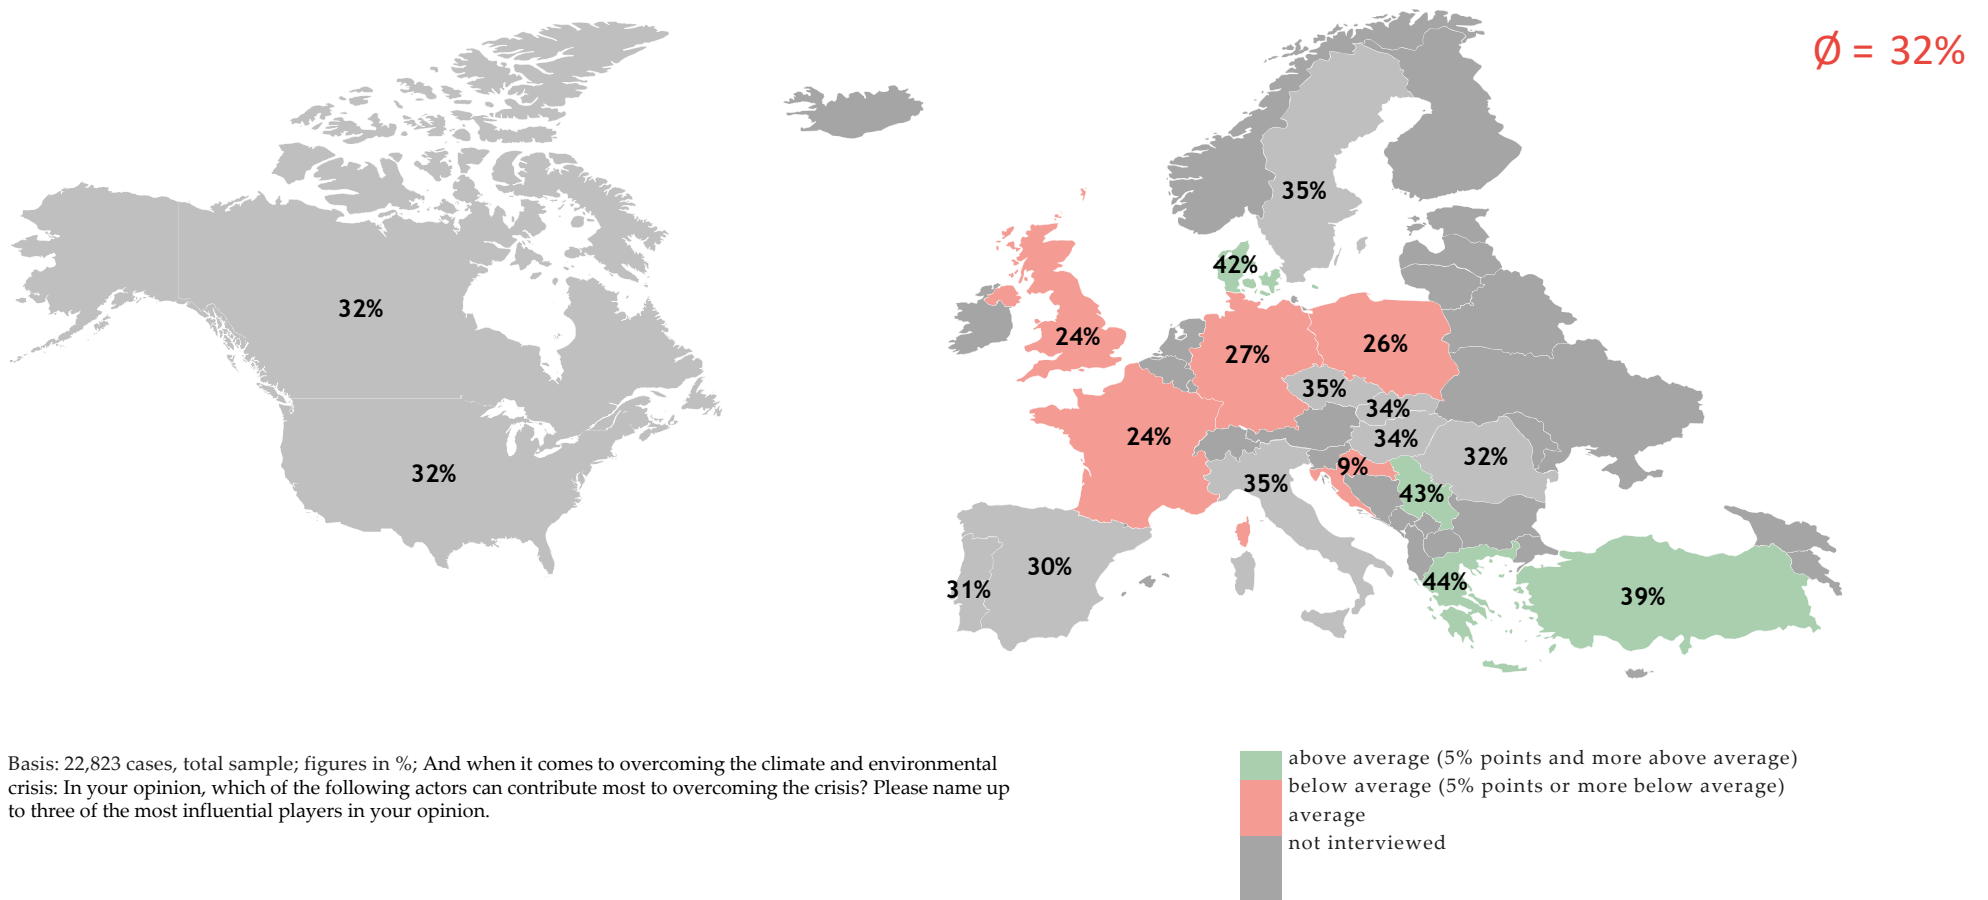 Ø = 32%
35%
42%
32%
24%
27%
26%
35%
34%
24%
34%
32%
9%
32%
35%
43%
30%
31%
44%
39%
Basis: 22,823 cases, total sample; figures in %; And when it comes to overcoming the climate and environmental
crisis: In your opinion, which of the following actors can contribute most to overcoming the crisis? Please name up
to three of the most influential players in your opinion.
above average (5% points and more above average)
below average (5% points or more below average)
average
not interviewed